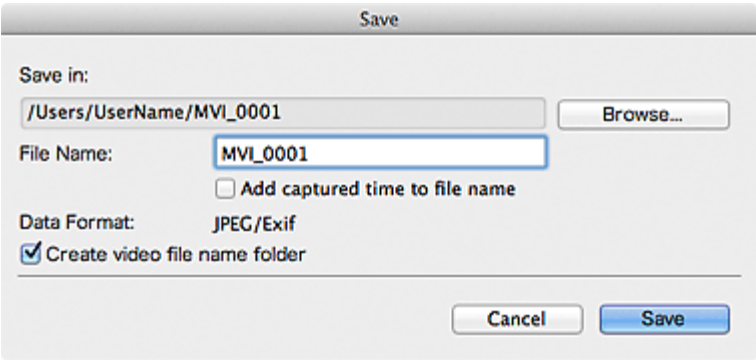 Save
Save in:
/Users/UserName/MVI_0001
Browse...
File Name:
MVI_0001
Add captured time to file name
Data Format:
JPEG/Exif
Create video file name folder
Cancel
Save